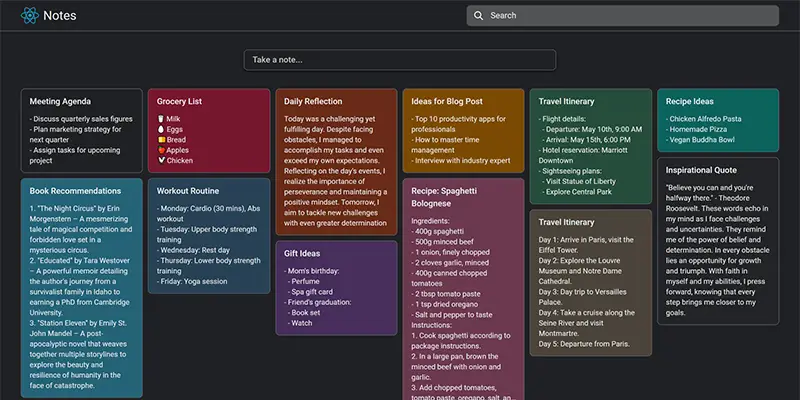 Notes
Search
Take a note...
Meeting Agenda
- Discuss quarterly sales figures
- Plan marketing strategy for
next quarter
- Assign tasks for upcoming
project
Book Recommendations
1. "The Night Circus" by Erin
Morgenstern – A mesmerizing
tale of magical competition and
forbidden love set in a
mysterious circus.
2. "Educated" by Tara Westover
– A powerful memoir detailing
the author's journey from a
survivalist family in Idaho to
earning a PhD from Cambridge
University.
3. "Station Eleven" by Emily St.
John Mandel – A post-
apocalyptic novel that weaves
together multiple storylines to
explore the beauty and
resilience of humanity in the
face of catastrophe.
Grocery List
🥛 Milk
🥚 Eggs
🍞 Bread
🍎 Apples
🐓 Chicken
Workout Routine
- Monday: Cardio (30 mins), Abs
workout
- Tuesday: Upper body strength
training
- Wednesday: Rest day
- Thursday: Lower body strength
training
- Friday: Yoga session
Daily Reflection
Today was a challenging yet
fulfilling day. Despite facing
obstacles, I managed to
accomplish my tasks and even
exceed my own expectations.
Reflecting on the day's events, I
realize the importance of
perseverance and maintaining a
positive mindset. Tomorrow, I
aim to tackle new challenges
with even greater determination
Gift Ideas
- Mom's birthday:
- Perfume
- Spa gift card
- Friend's graduation:
- Book set
- Watch
Ideas for Blog Post
- Top 10 productivity apps for
professionals
- How to master time
management
- Interview with industry expert
Recipe: Spaghetti
Bolognese
Ingredients:
- 400g spaghetti
- 500g minced beef
- 1 onion, finely chopped
- 2 cloves garlic, minced
- 400g canned chopped
tomatoes
- 2 tbsp tomato paste
- 1 tsp dried oregano
- Salt and pepper to taste
Instructions:
1. Cook spaghetti according to
package instructions.
2. In a large pan, brown the
minced beef with onion and
garlic.
3. Add chopped tomatoes,
tomato paste, oregano, salt, an...
Travel Itinerary
- Flight details:
- Departure: May 10th, 9:00 AM
- Arrival: May 15th, 6:00 PM
- Hotel reservation: Marriott
Downtown
- Sightseeing plans:
- Visit Statue of Liberty
- Explore Central Park
Travel Itinerary
Day 1: Arrive in Paris, visit the
Eiffel Tower.
Day 2: Explore the Louvre
Museum and Notre Dame
Cathedral.
Day 3: Day trip to Versailles
Palace.
Day 4: Take a cruise along the
Seine River and visit
Montmartre.
Day 5: Departure from Paris.
Recipe Ideas
- Chicken Alfredo Pasta
- Homemade Pizza
- Vegan Buddha Bowl
Inspirational Quote
"Believe you can and you're
halfway there." - Theodore
Roosevelt. These words echo in
my mind as I face challenges
and uncertainties. They remind
me of the power of belief and
determination. In every obstacle
lies an opportunity for growth
and triumph. With faith in
myself and my abilities, I press
forward, knowing that every
step brings me closer to my
goals.